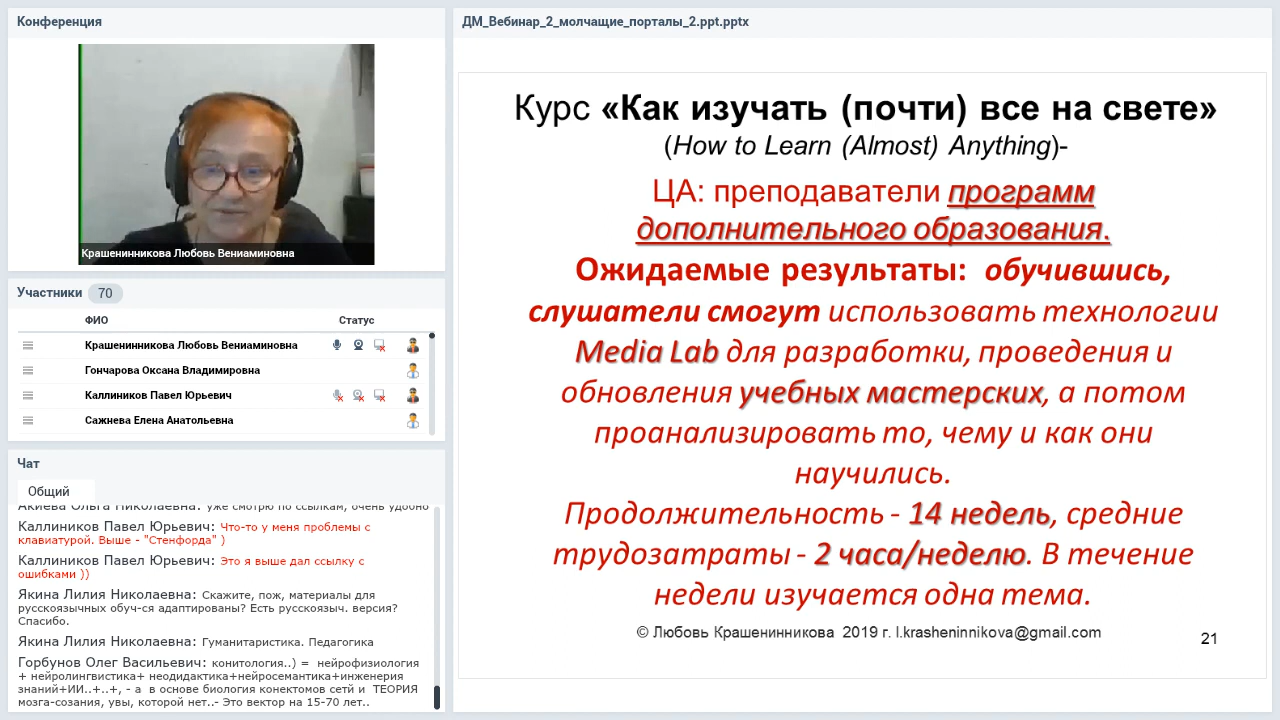 Конференция
Крашенинникова Любовь Вениаминовна
Участники 70
ФИО Статус
Крашенинникова Любовь Вениаминовна
Гончарова Оксана Владимировна
Каллиников Павел Юрьевич
Сажнева Елена Анатольевна
Чат
Общий
Акиева Ольга Николаевна: уже смотрю по ссылкам, очень удобно
Каллиников Павел Юрьевич: Что-то у меня проблемы с
клавиатурой. Выше - "Стенфорда" )
Каллиников Павел Юрьевич: Это я выше дал ссылку с
ошибками ))
Якина Лилия Николаевна: Скажите, пож, материалы для
русскоязычных обуч-ся адаптированы? Есть русскоязыч. версия?
Спасибо.
Якина Лилия Николаевна: Гуманитаристика. Педагогика
Горбунов Олег Васильевич: конитология..) = нейрофизиология
+ нейролингвистика+ неодидактика+нейросемантика+инженерия
знаний+ИИ..+..+, - а в основе биология конектомов сетй и ТЕОРИЯ
мозга-созания, увы, которой нет..- Это вектор на 15-70 лет..
ДМ_Вебинар_2_молчащие_порталы_2.ppt.pptx
Курс «Как изучать (почти) все на свете»
(How to Learn (Almost) Anything)-
ЦА: преподаватели программ
дополнительного образования.
Ожидаемые результаты: обучившись,
слушатели смогут использовать технологии
Media Lab для разработки, проведения и
обновления учебных мастерских, а потом
проанализировать то, чему и как они
научились.
Продолжительность - 14 недель, средние
трудозатраты - 2 часа/неделю. В течение
недели изучается одна тема.
© Любовь Крашенинникова 2019 г. l.krasheninnikova@gmail.com
21